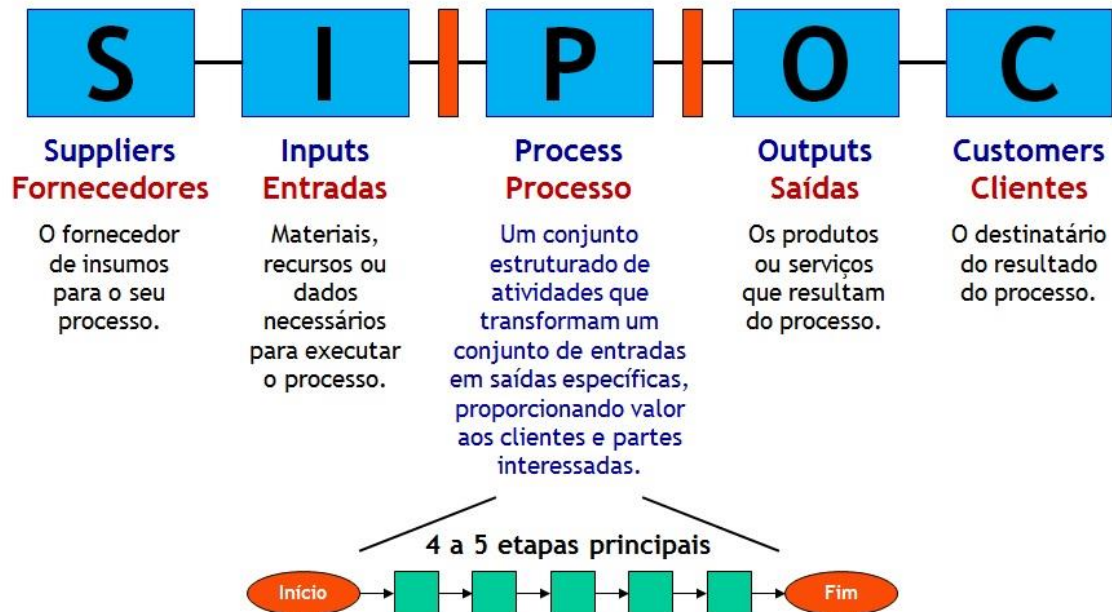 S I P O C
Suppliers
Fornecedores
O fornecedor
de insumos
para o seu
processo.
Inputs
Entradas
Materiais,
recursos ou
dados
necessários
para executar
o processo.
Process
Processo
Um conjunto
estruturado de
atividades que
transformam um
conjunto de entradas
em saídas específicas,
proporcionando valor
aos clientes e partes
interessadas.
Outputs
Saídas
Os produtos
ou serviços
que resultam
do processo.
Customers
Clientes
O destinatário
do resultado
do processo.
4 a 5 etapas principais
Início
Fim